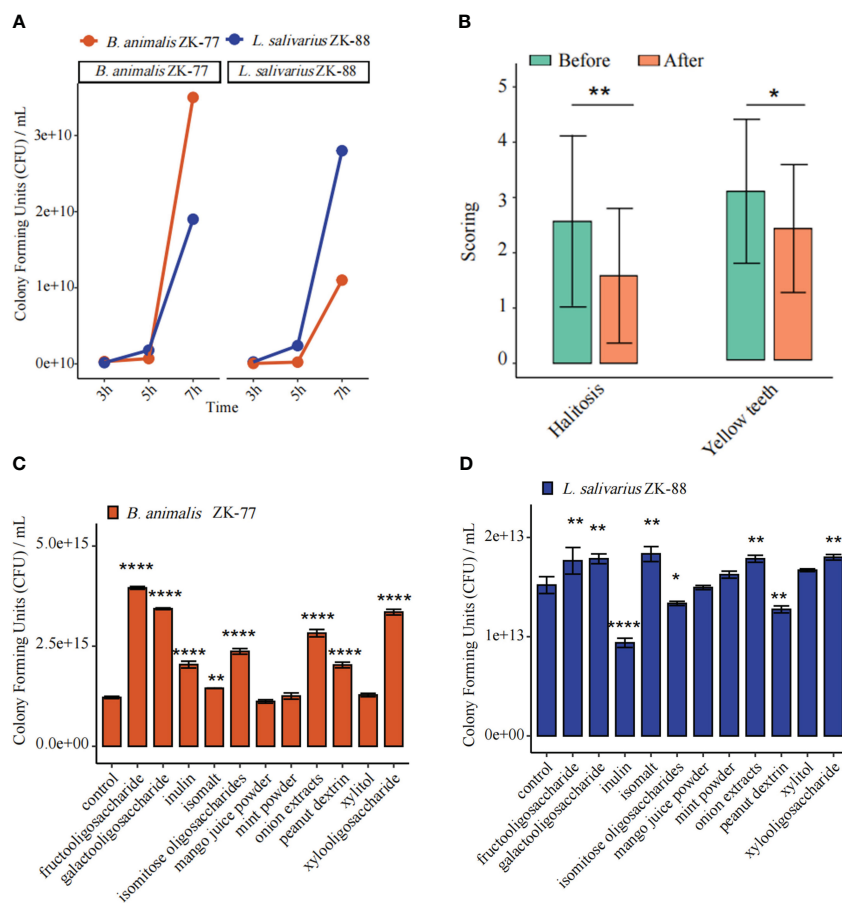 A
B. animalis ZK-77 L. salivarius ZK-88
B. animalis ZK-77 L. salivarius ZK-88
Colony Forming Units (CFU) / mL
3e+10
2e+10
1e+10
0e+10
3h 5h 7h 3h 5h 7h
Time
B
Before After
Scoring
5
4
3
2
1
0
** *
Halitosis Yellow teeth
C
B. animalis ZK-77
Colony Forming Units (CFU) / mL
5.0e+15
2.5e+15
0.0e+00
**** **** **** ** **** **** **** ****
control
fructooligosaccharide
galactooligosaccharide
inulin
isomalt
isomitose oligosaccharides
mango juice powder
mint powder
onion extracts
peanut dextrin
xylitol
xylooligosaccharide
D
L. salivarius ZK-88
Colony Forming Units (CFU) / mL
2e+13
1e+13
0e+00
** ** **** ** * ** ** **
control
fructooligosaccharide
galactooligosaccharide
inulin
isomalt
isomitose oligosaccharides
mango juice powder
mint powder
onion extracts
peanut dextrin
xylitol
xylooligosaccharide